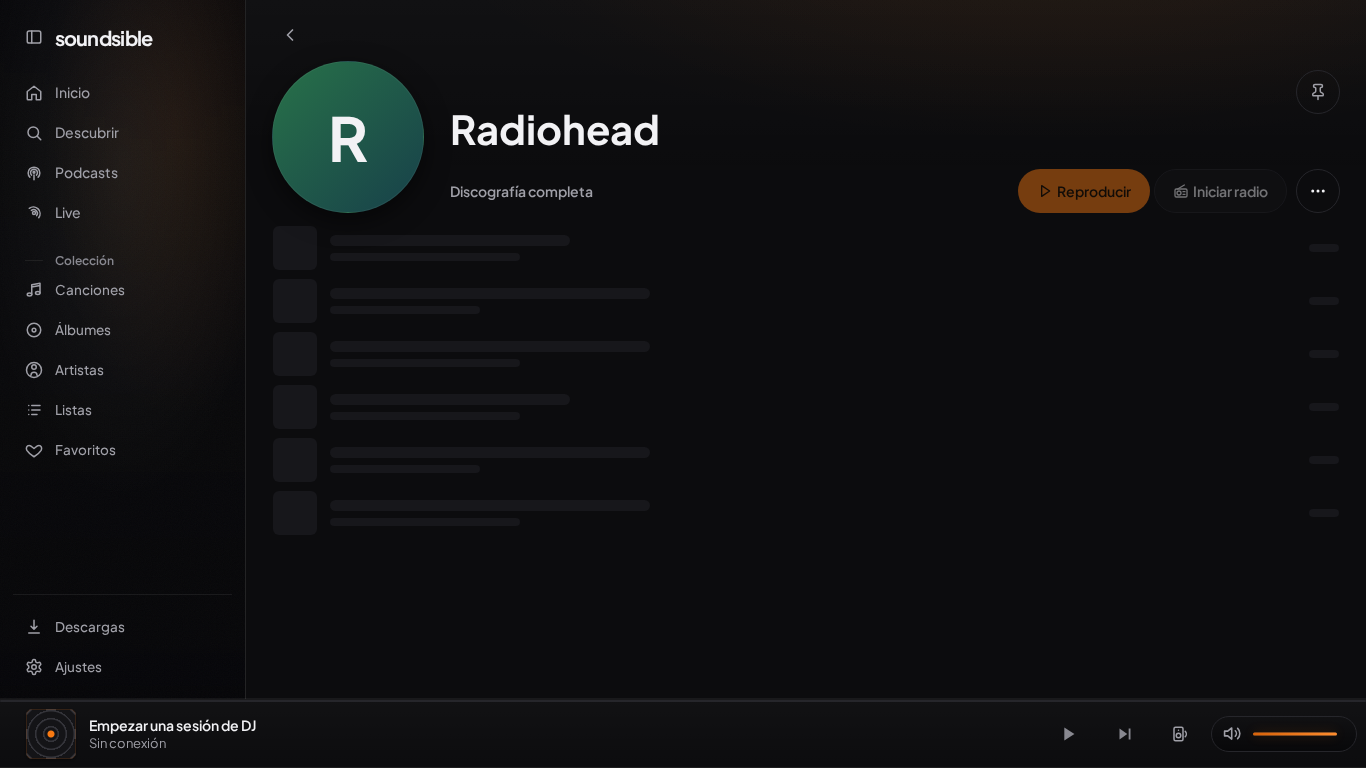 soundsible
Inicio
Descubrir
Podcasts
Live
Colección
Canciones
Álbumes
Artistas
Listas
Favoritos
Descargas
Ajustes
R
Radiohead
Discografía completa
Reproducir
Iniciar radio
Empezar una sesión de DJ
Sin conexión